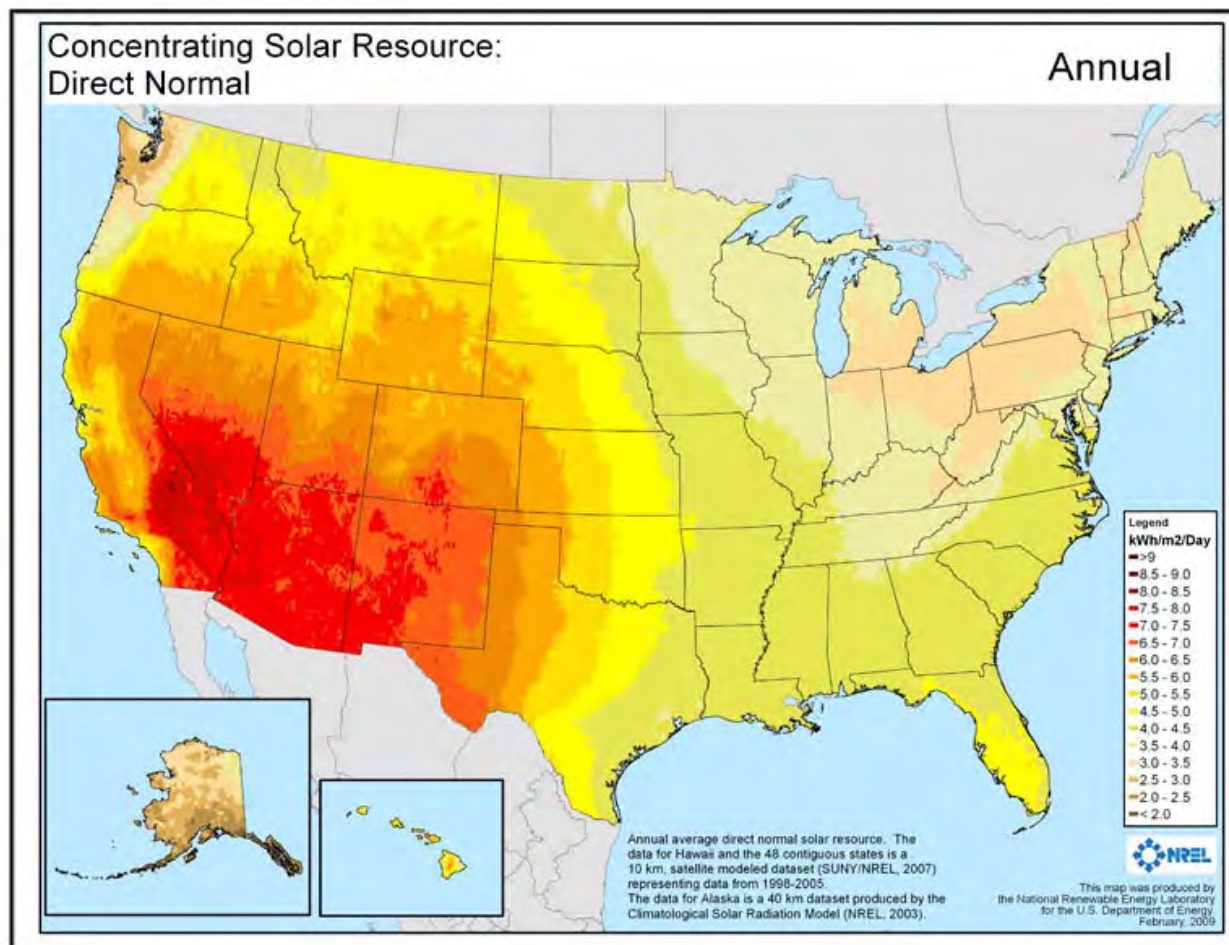 Concentrating Solar Resource:
Direct Normal
Annual
Legend
kWh/m2/Day
>9
8.5 - 9.0
8.0 - 8.5
7.5 - 8.0
7.0 - 7.5
6.5 - 7.0
6.0 - 6.5
5.5 - 6.0
5.0 - 5.5
4.5 - 5.0
4.0 - 4.5
3.5 - 4.0
3.0 - 3.5
2.5 - 3.0
2.0 - 2.5
< 2.0
Annual average direct normal solar resource. The
data for Hawaii and the 48 contiguous states is a
10 km, satellite modeled dataset (SUNY/NREL, 2007)
representing data from 1998-2005.
The data for Alaska is a 40 km dataset produced by the
Climatological Solar Radiation Model (NREL, 2003).
NREL
This map was produced by
the National Renewable Energy Laboratory
for the U.S. Department of Energy.
February, 2009